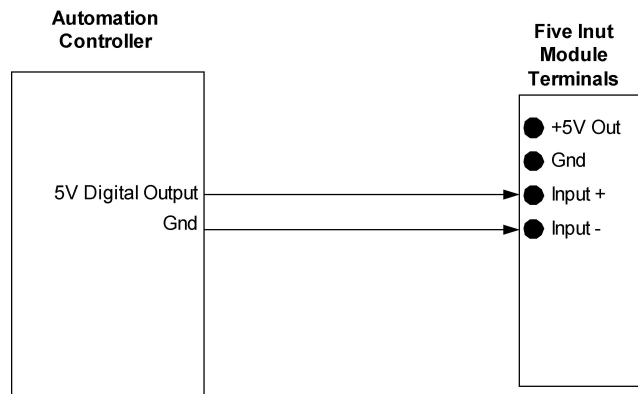 Automation
Controller
Five Inut
Module
Terminals
+5V Out
Gnd
5V Digital Output
Input +
Gnd
Input -